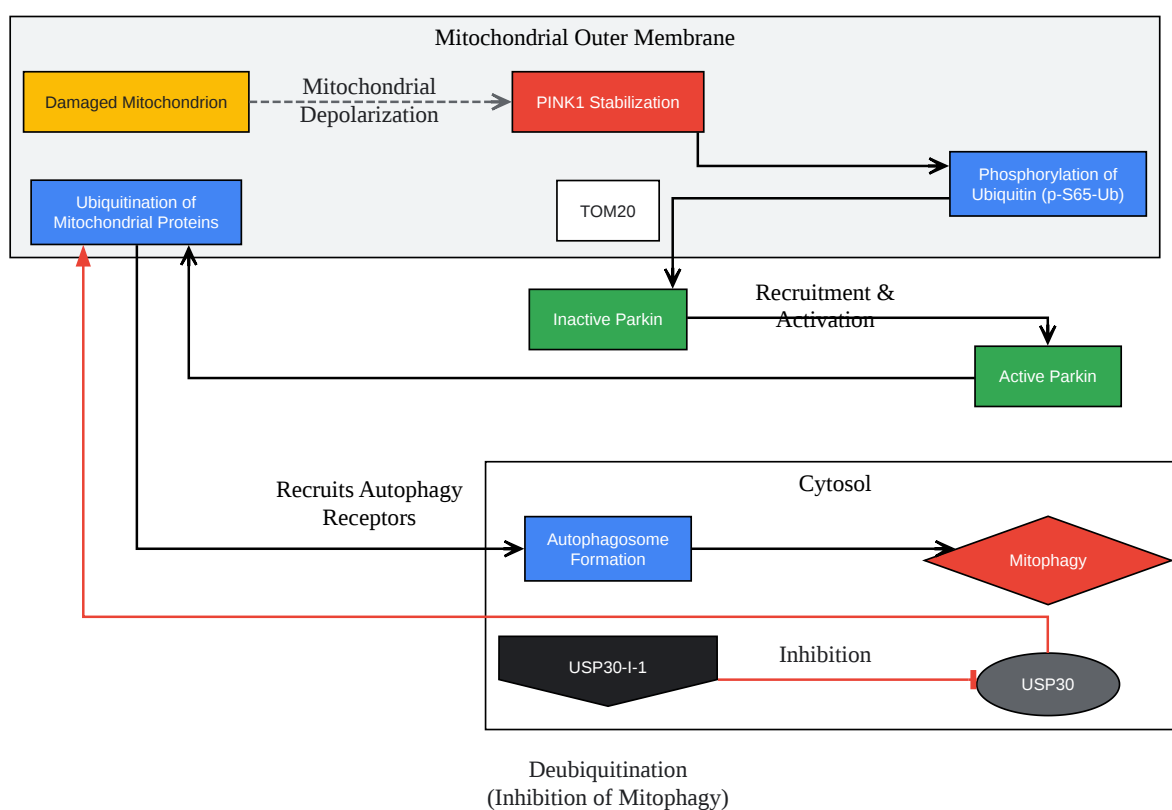 Mitochondrial Outer Membrane
Damaged Mitochondrion
Mitochondrial
Depolarization
PINK1 Stabilization
Phosphorylation of
Ubiquitin (p-S65-Ub)
Ubiquitination of
Mitochondrial Proteins
TOM20
Inactive Parkin
Recruitment &
Activation
Active Parkin
Recruits Autophagy
Receptors
Cytosol
Autophagosome
Formation
Mitophagy
USP30-I-1
Inhibition
USP30
Deubiquitination
(Inhibition of Mitophagy)